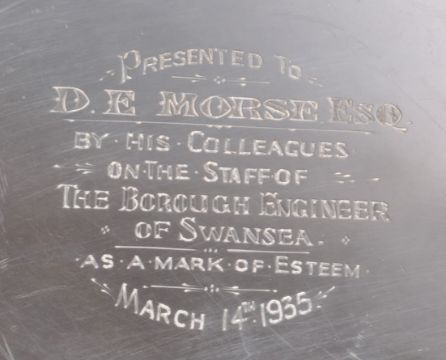 PRESENTED TO
D. E MORSE ESQ.
BY · HIS · COLLEAGUES
ON · THE · STAFF OF
THE BOROUGH ENGINEER
OF SWANSEA.
· AS · A · MARK · OF · ESTEEM ·
MARCH 14TH 1935